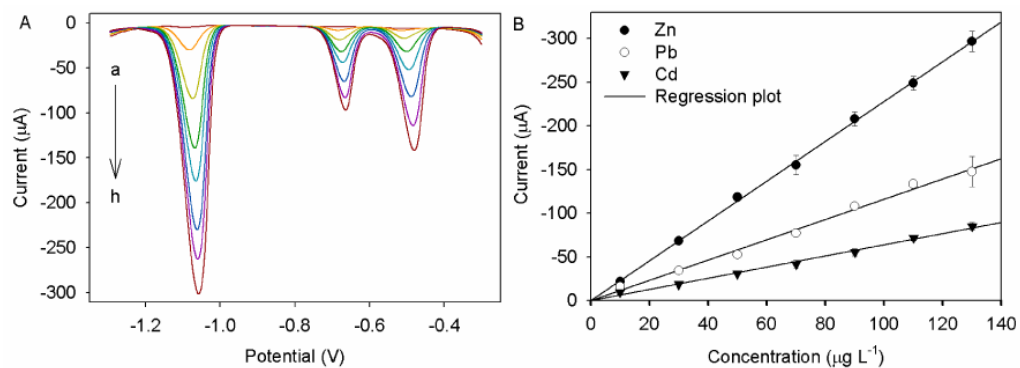 A
0
-50
-100
-150
-200
-250
-300
Current (μA)
a
h
-1.2
-1.0
-0.8
-0.6
-0.4
Potential (V)
B
-300
-250
-200
-150
-100
-50
0
Current (μA)
Zn
Pb
Cd
Regression plot
0
20
40
60
80
100
120
140
Concentration (μg L⁻¹)